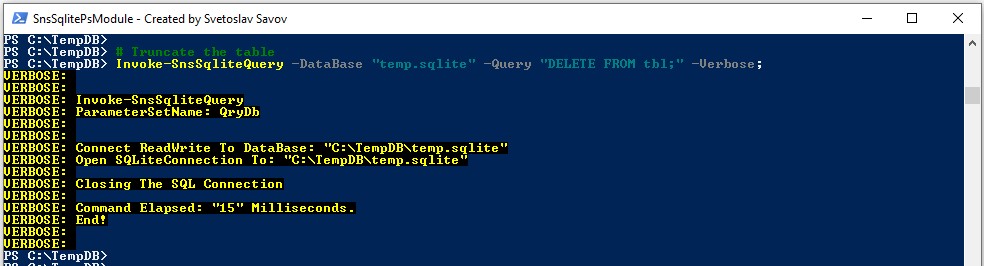 SnsSqlitePsModule - Created by Svetoslav Savov
PS C:\TempDB>
PS C:\TempDB> # Truncate the table
PS C:\TempDB> Invoke-SnsSqliteQuery -DataBase "temp.sqlite" -Query "DELETE FROM tbl;" -Verbose;
VERBOSE:
VERBOSE:
VERBOSE: Invoke-SnsSqliteQuery
VERBOSE: ParameterSetName: QryDb
VERBOSE:
VERBOSE:
VERBOSE: Connect ReadWrite To DataBase: "C:\TempDB\temp.sqlite"
VERBOSE: Open SQLiteConnection To: "C:\TempDB\temp.sqlite"
VERBOSE:
VERBOSE: Closing The SQL Connection
VERBOSE:
VERBOSE: Command Elapsed: "15" Milliseconds.
VERBOSE: End!
VERBOSE:
VERBOSE:
PS C:\TempDB>